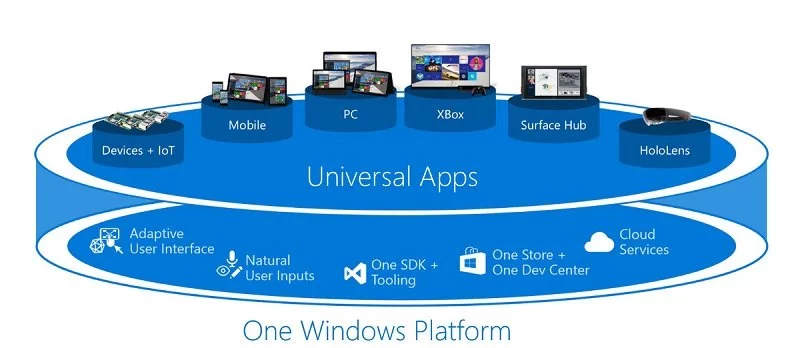 Devices + IoT
Mobile
PC
XBox
Surface Hub
HoloLens
Universal Apps
Adaptive
User Interface
Natural
User Inputs
One SDK +
Tooling
One Store +
One Dev Center
Cloud
Services
One Windows Platform